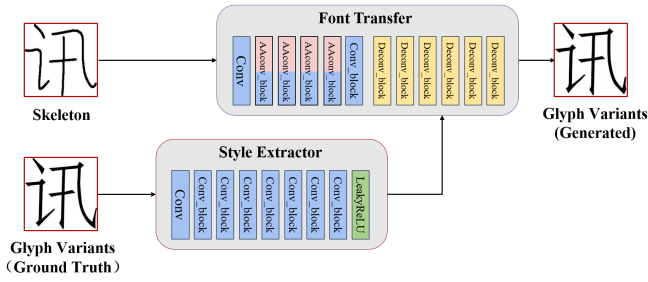 Font Transfer
讯
Conv
AAconv_block
AAconv_block
AAconv_block
AAconv_block
Conv_block
Deconv_block
Deconv_block
Deconv_block
Deconv_block
Deconv_block
Deconv_block
讯
Skeleton
Glyph Variants
(Generated)
Style Extractor
讯
Conv
Conv_block
Conv_block
Conv_block
Conv_block
Conv_block
Conv_block
Conv_block
LeakyReLU
Glyph Variants
（Ground Truth）